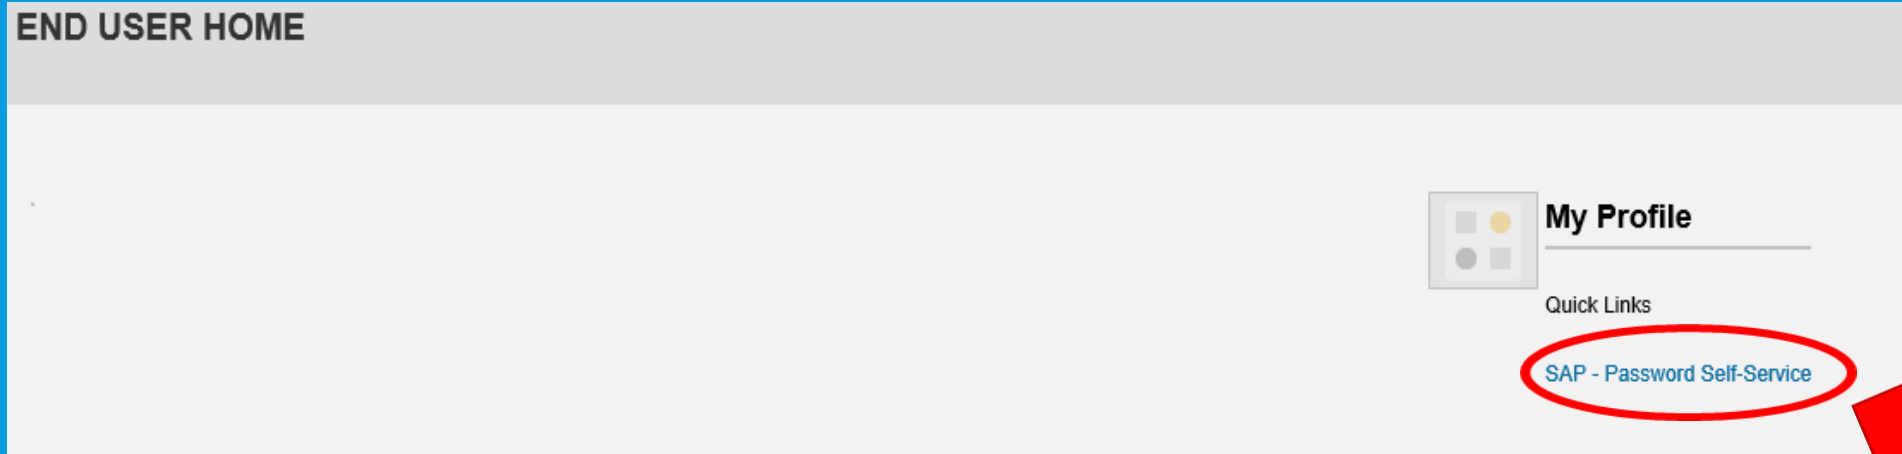 END USER HOME
My Profile
Quick Links
SAP - Password Self-Service